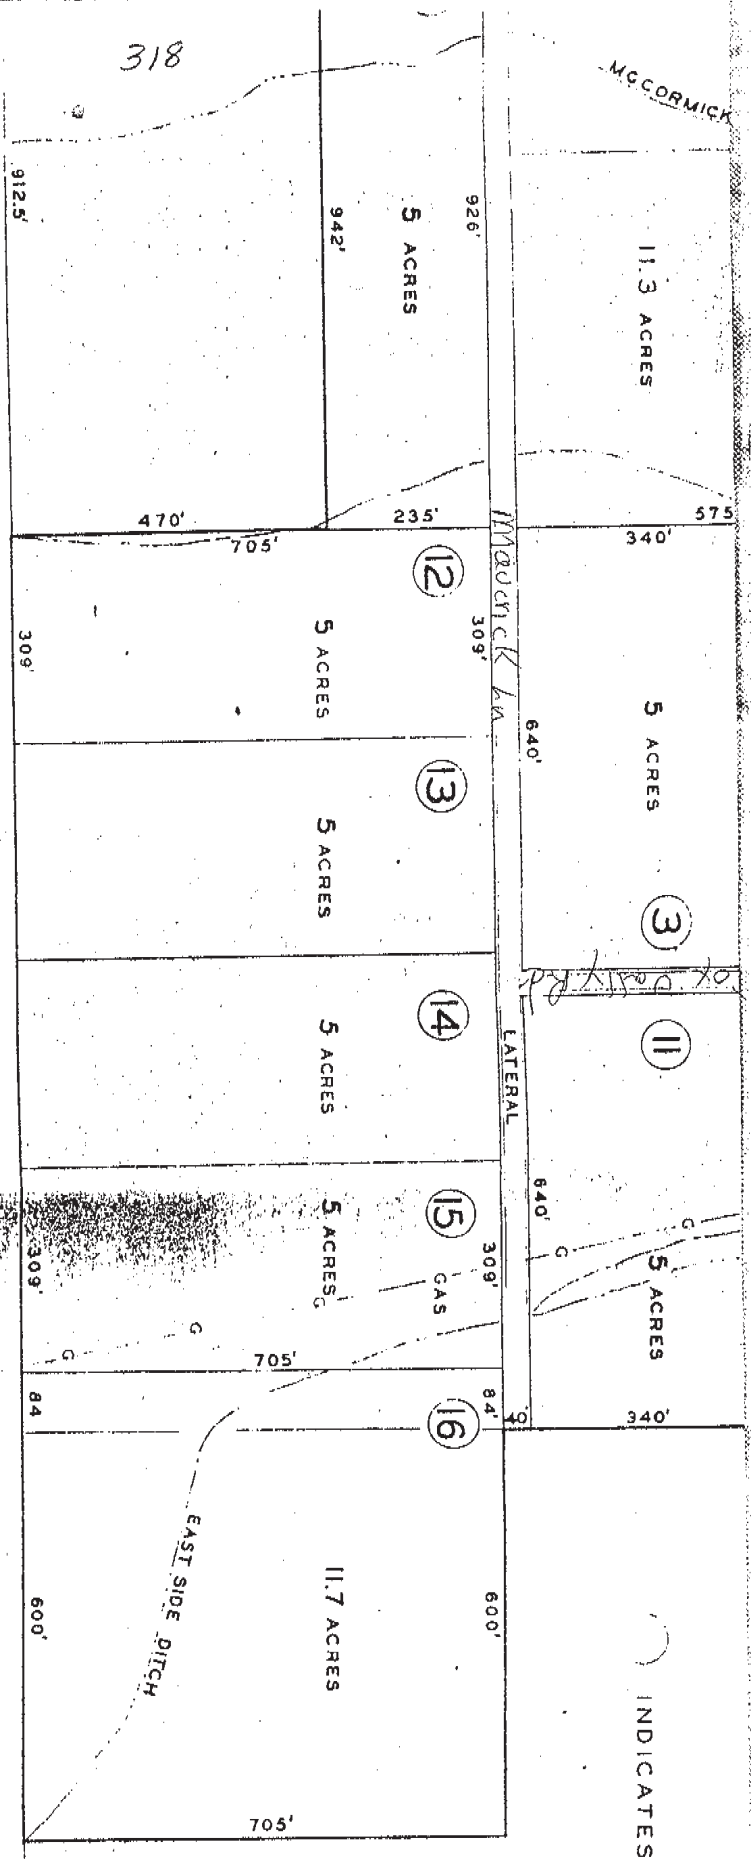 318
McCORMICK
912.5'
942'
5 ACRES
926'
11.3 ACRES
470'
705'
235'
340'
575
12
309'
5 ACRES
309'
Maverick Ln.
640'
5 ACRES
13
5 ACRES
3
14
5 ACRES
LATERAL
11
640'
15
5 ACRES
309'
309'
GAS
G
G
G
G
G
5 ACRES
705'
84
84'
16
40'
340'
EAST SIDE DITCH
11.7 ACRES
600'
600'
705'
INDICATES